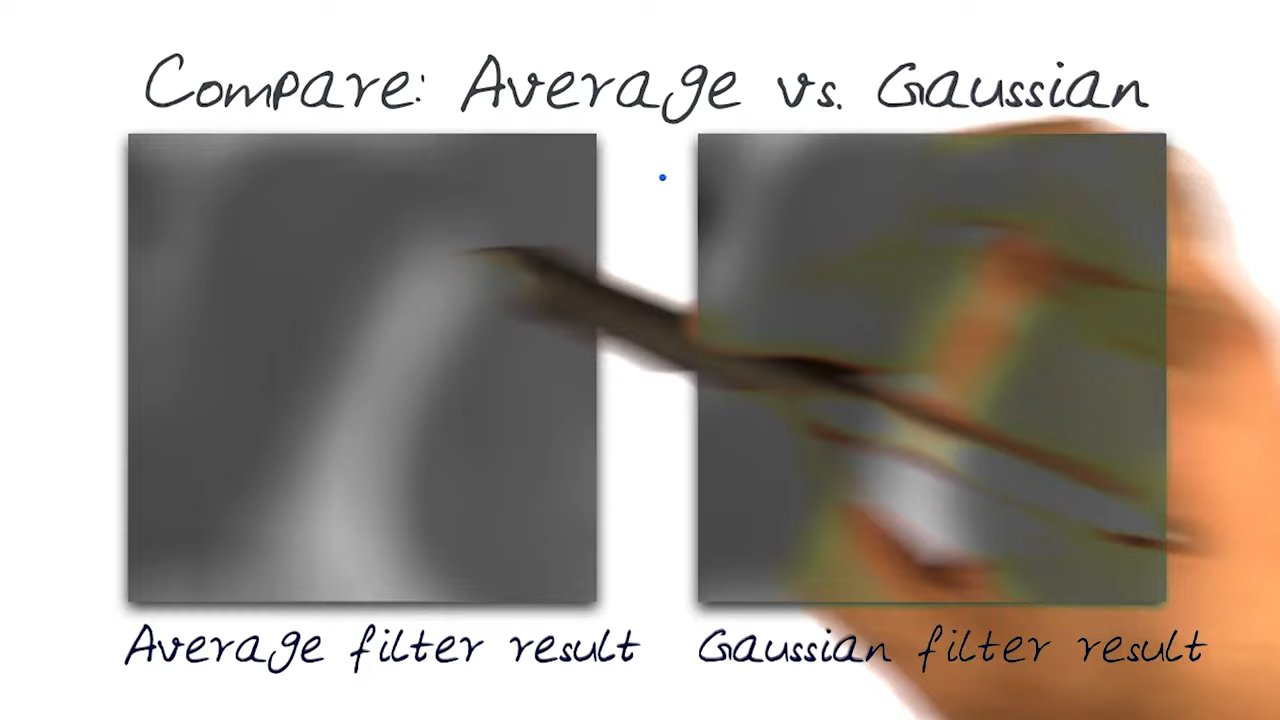 Compare: Average vs. Gaussian
Average filter result
Gaussian filter result